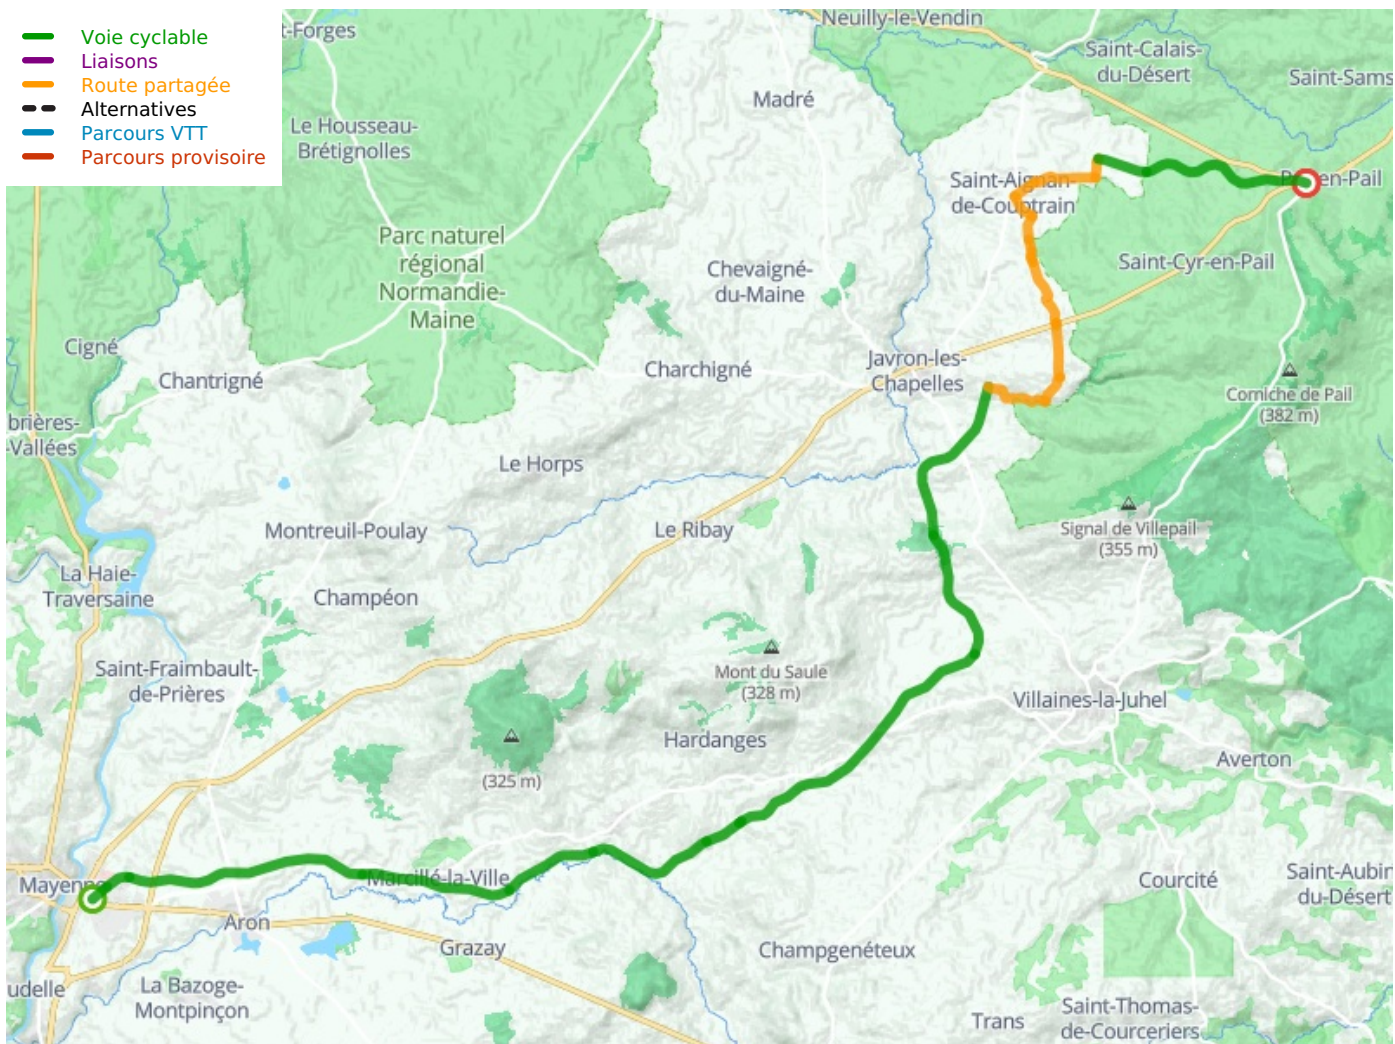 Voie cyclable
Liaisons
Route partagée
Alternatives
Parcours VTT
Parcours provisoire
t-Forges
Neuilly-le-Vendin
Saint-Calais-
du-Désert
Saint-Sams
Madré
Le Housseau-
Brétignolles
Saint-Aignan-
de-Couptrain
en-Pail
Parc naturel
régional
Normandie-
Maine
Chevaigné-
du-Maine
Saint-Cyr-en-Pail
Cigné
Chantrigné
Charchigné
Javron-les-
Chapelles
Corniche de Pail
(382 m)
brières-
-Vallées
Le Horps
Montreuil-Poulay
Le Ribay
Signal de Villepail
(355 m)
La Haie-
Traversaine
Champéon
Saint-Fraimbault-
de-Prières
Mont du Saule
(328 m)
Villaines-la-Juhel
Hardanges
Averton
(325 m)
Mayenne
Marcillé-la-Ville
Courcité
Saint-Aubin
du-Désert
Aron
Grazay
Champgenéteux
udelle
La Bazoge-
Montpinçon
Trans
Saint-Thomas-
de-Courceriers